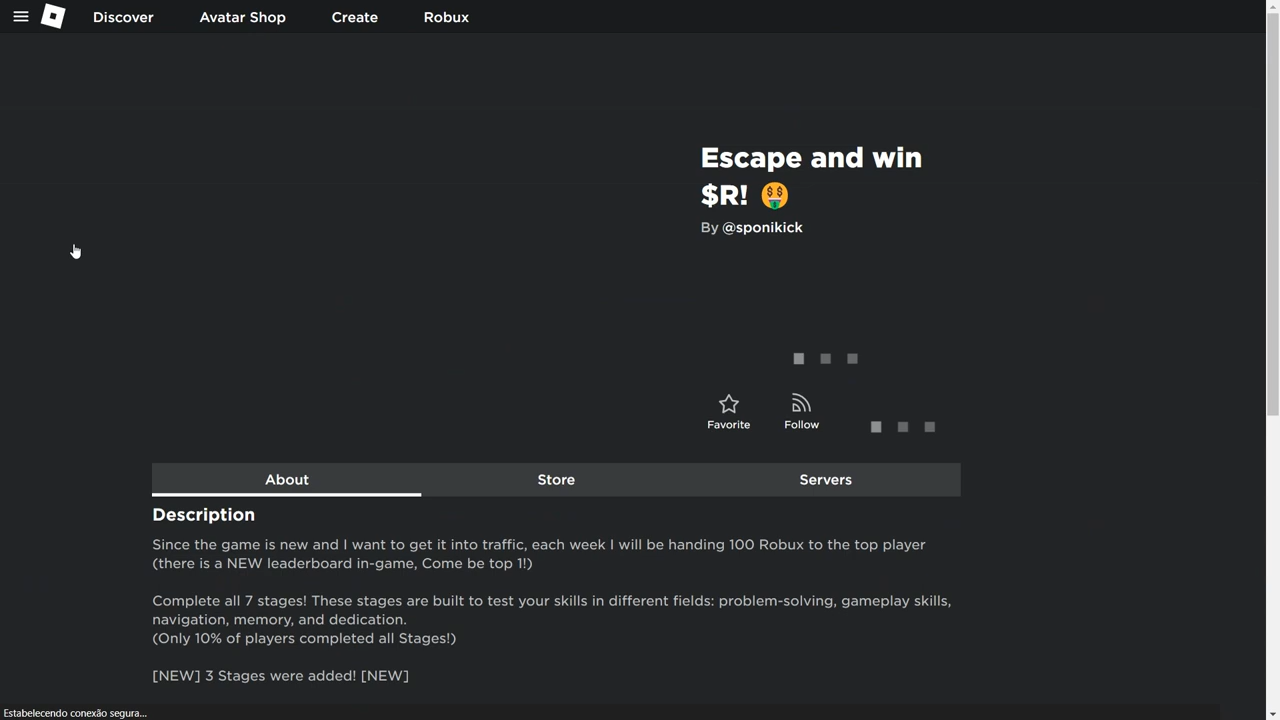 Discover Avatar Shop Create Robux
Escape and win
$R! 🤑
By @sponikick
Favorite Follow
About Store Servers
Description
Since the game is new and I want to get it into traffic, each week I will be handing 100 Robux to the top player
(there is a NEW leaderboard in-game, Come be top 1!)
Complete all 7 stages! These stages are built to test your skills in different fields: problem-solving, gameplay skills,
navigation, memory, and dedication.
(Only 10% of players completed all Stages!)
[NEW] 3 Stages were added! [NEW]
Estabelecendo conexão segura...